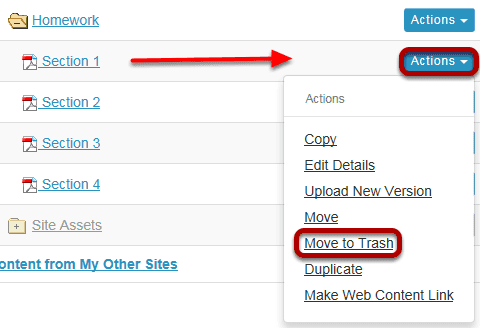 Homework Actions
Section 1 Actions
Section 2
Section 3
Section 4
Site Assets
ontent from My Other Sites
Actions
Copy
Edit Details
Upload New Version
Move
Move to Trash
Duplicate
Make Web Content Link